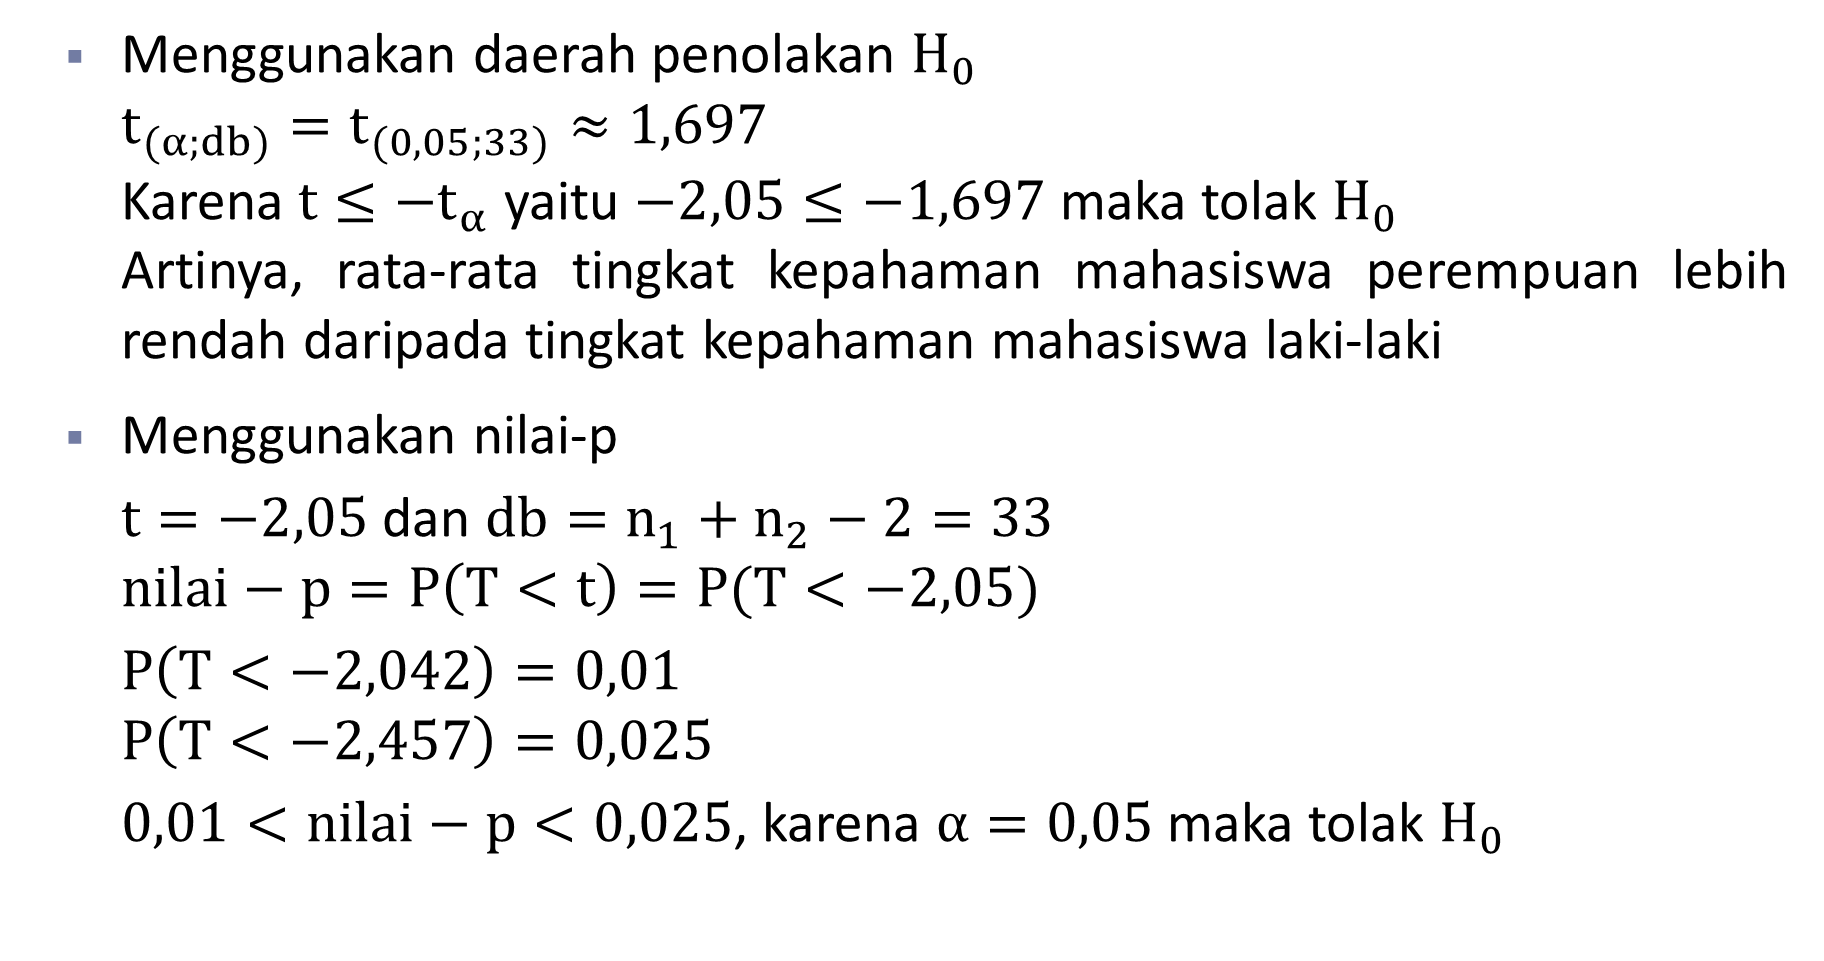 ▪ Menggunakan daerah penolakan H₀
t₍α;db₎ = t₍0,05;33₎ ≈ 1,697
Karena t ≤ −tα yaitu −2,05 ≤ −1,697 maka tolak H₀
Artinya, rata-rata tingkat kepahaman mahasiswa perempuan lebih
rendah daripada tingkat kepahaman mahasiswa laki-laki
▪ Menggunakan nilai-p
t = −2,05 dan db = n₁ + n₂ − 2 = 33
nilai − p = P(T < t) = P(T < −2,05)
P(T < −2,042) = 0,01
P(T < −2,457) = 0,025
0,01 < nilai − p < 0,025, karena α = 0,05 maka tolak H₀